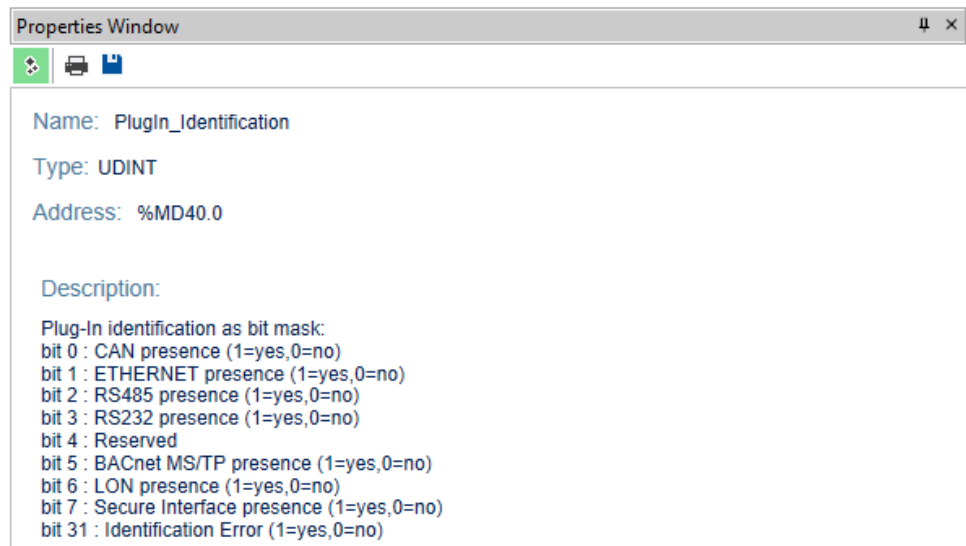 Properties Window
Name: PlugIn_Identification
Type: UDINT
Address: %MD40.0
Description:
Plug-In identification as bit mask:
bit 0 : CAN presence (1=yes,0=no)
bit 1 : ETHERNET presence (1=yes,0=no)
bit 2 : RS485 presence (1=yes,0=no)
bit 3 : RS232 presence (1=yes,0=no)
bit 4 : Reserved
bit 5 : BACnet MS/TP presence (1=yes,0=no)
bit 6 : LON presence (1=yes,0=no)
bit 7 : Secure Interface presence (1=yes,0=no)
bit 31 : Identification Error (1=yes,0=no)